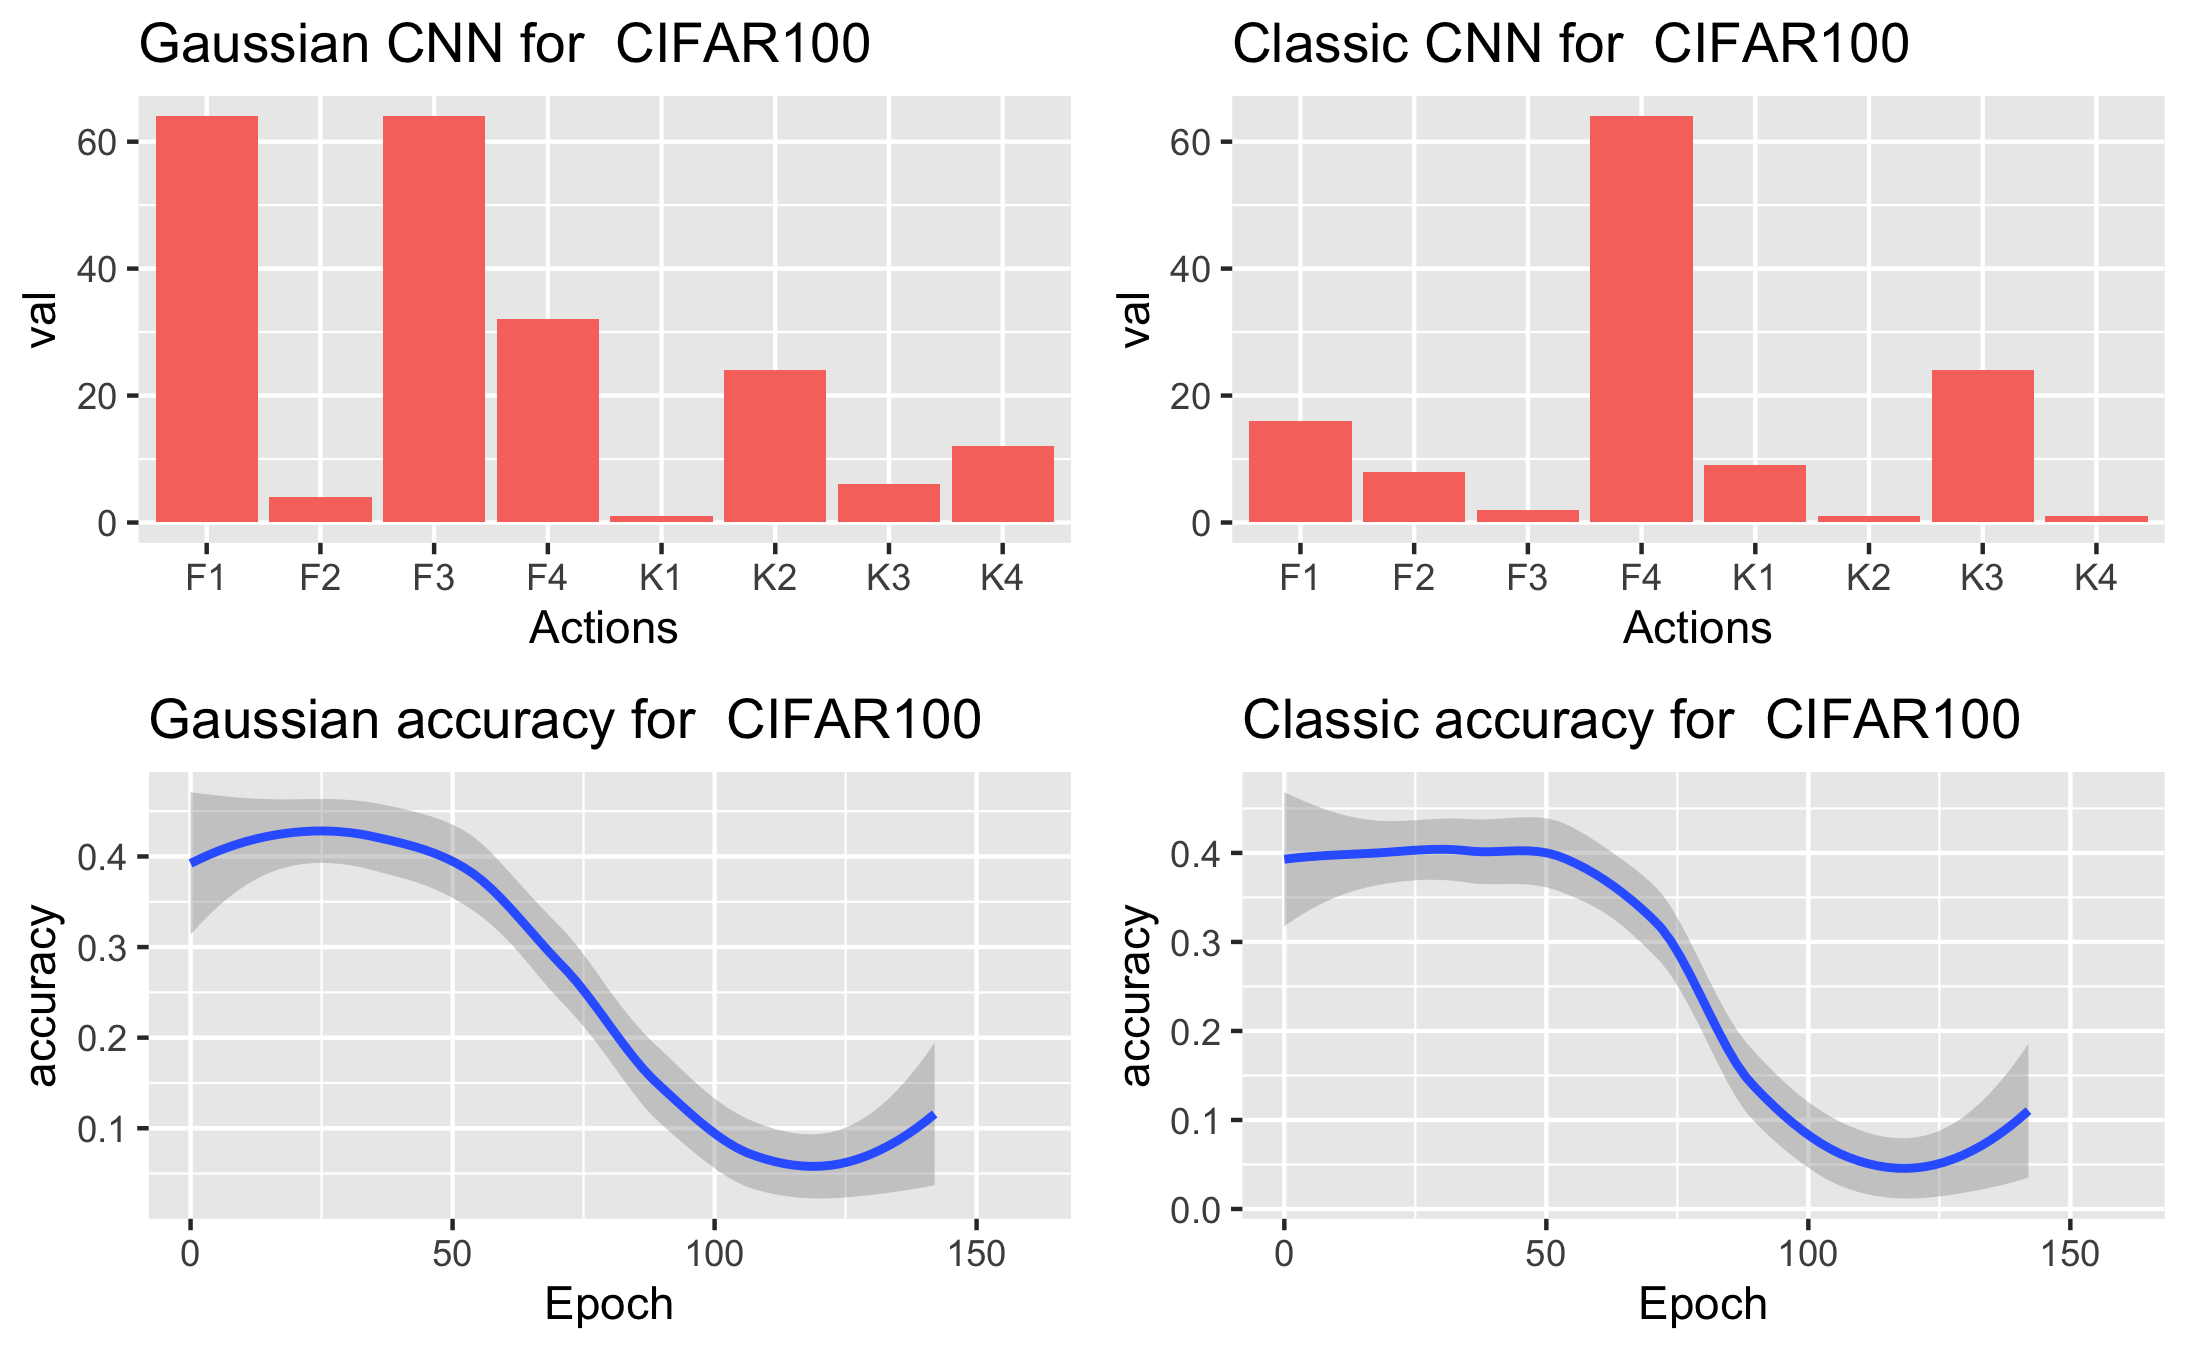 Gaussian CNN for  CIFAR100
val
60
40
20
0
F1 F2 F3 F4 K1 K2 K3 K4
Actions
Classic CNN for  CIFAR100
val
60
40
20
0
F1 F2 F3 F4 K1 K2 K3 K4
Actions
Gaussian accuracy for  CIFAR100
accuracy
0.4
0.3
0.2
0.1
0 50 100 150
Epoch
Classic accuracy for  CIFAR100
accuracy
0.4
0.3
0.2
0.1
0.0
0 50 100 150
Epoch